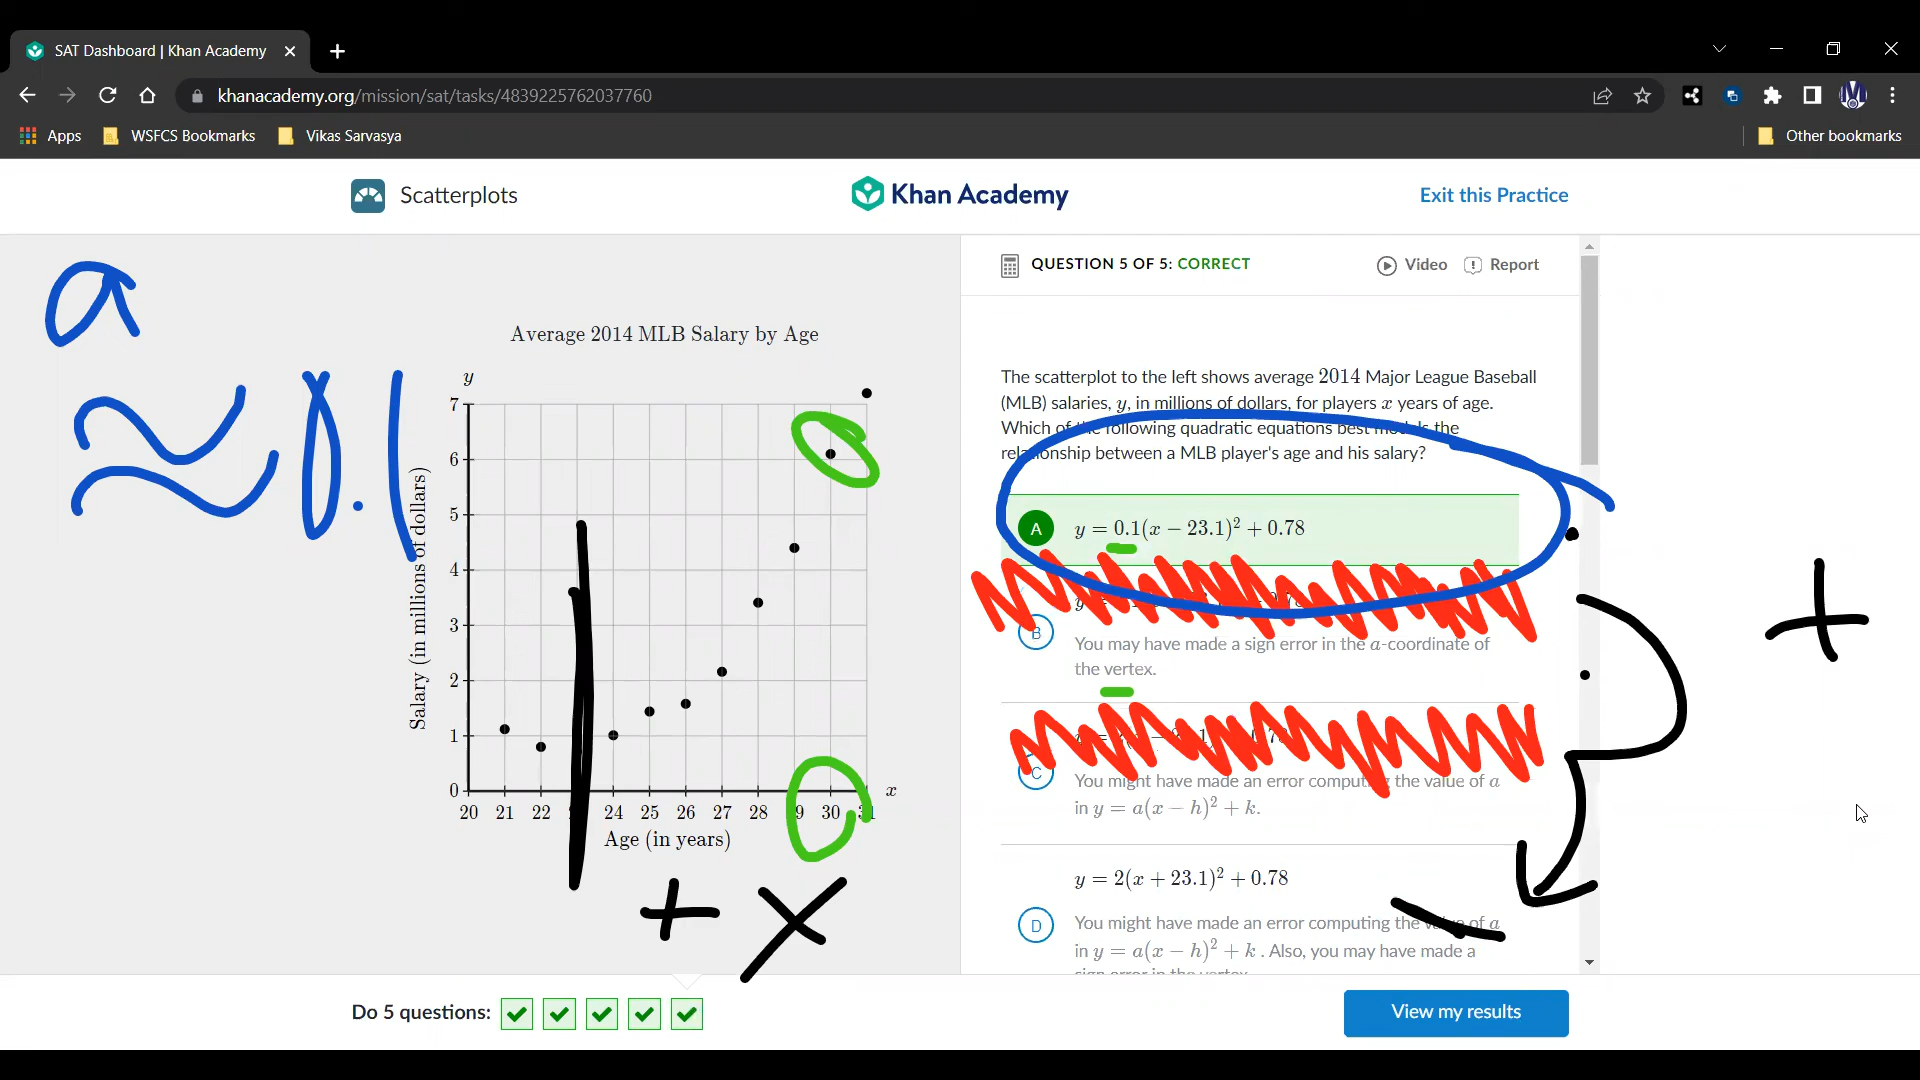 SAT Dashboard | Khan Academy
khanacademy.org/mission/sat/tasks/4839225762037760
Apps
WSFCS Bookmarks
Vikas Sarvasya
Other bookmarks
Scatterplots
Khan Academy
Exit this Practice
a
≈ 0.1
Average 2014 MLB Salary by Age
y
7
6
5
4
3
2
1
0
Salary (in millions of dollars)
20 21 22 24 25 26 27 28 9 30 31
x
Age (in years)
+ x
QUESTION 5 OF 5: CORRECT
Video
Report
The scatterplot to the left shows average 2014 Major League Baseball
(MLB) salaries, y, in millions of dollars, for players x years of age.
Which of the following quadratic equations best models the
relationship between a MLB player's age and his salary?
A
y = 0.1(x − 23.1)² + 0.78
B
You may have made a sign error in the a-coordinate of
the vertex.
C
You might have made an error computing the value of a
in y = a(x − h)² + k.
y = 2(x + 23.1)² + 0.78
D
You might have made an error computing the value of a
in y = a(x − h)² + k . Also, you may have made a
sign error in the vertex.
+
Do 5 questions:
View my results